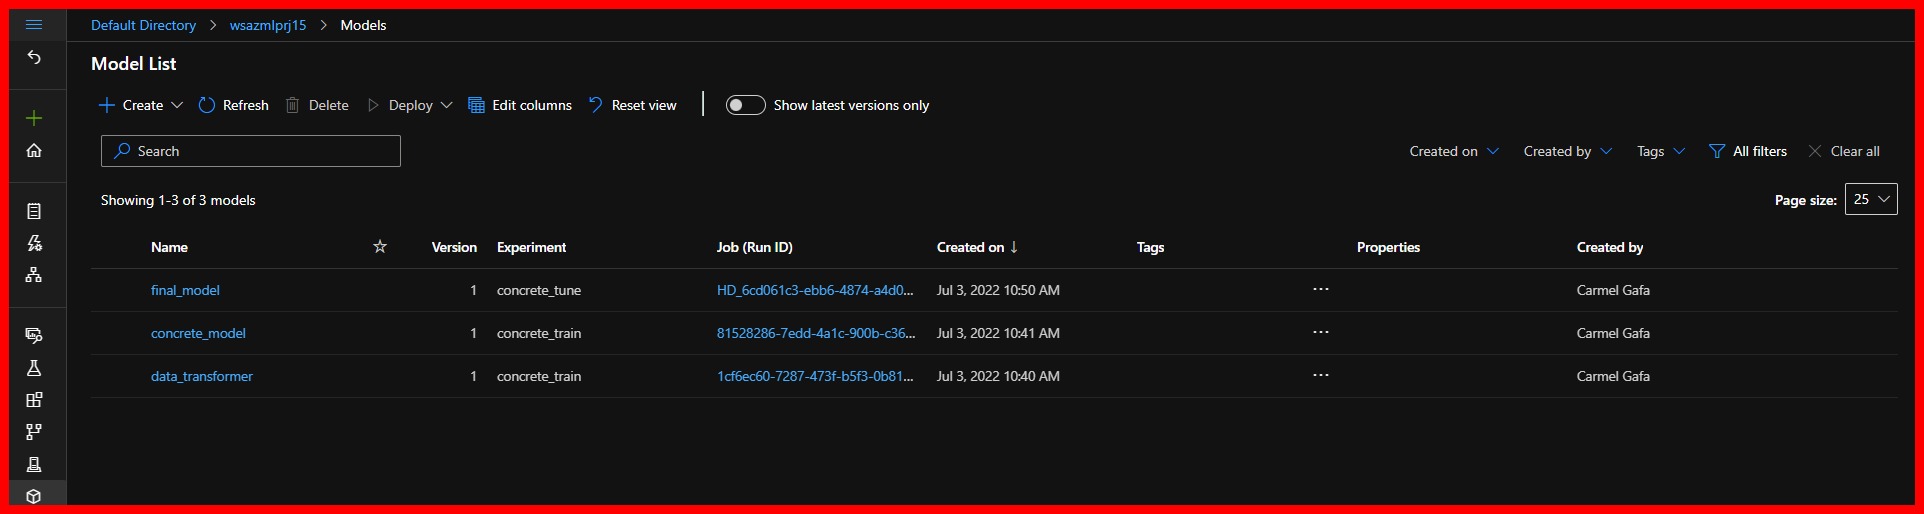 Default Directory > wsazmlprj15 > Models
Model List
Create Refresh Delete Deploy Edit columns Reset view Show latest versions only
Search Created on Created by Tags All filters Clear all
Showing 1-3 of 3 models Page size: 25
Name Version Experiment Job (Run ID) Created on ↓ Tags Properties Created by
final_model 1 concrete_tune HD_6cd061c3-ebb6-4874-a4d0... Jul 3, 2022 10:50 AM ... Carmel Gafa
concrete_model 1 concrete_train 81528286-7edd-4a1c-900b-c36... Jul 3, 2022 10:41 AM ... Carmel Gafa
data_transformer 1 concrete_train 1cf6ec60-7287-473f-b5f3-0b81... Jul 3, 2022 10:40 AM ... Carmel Gafa